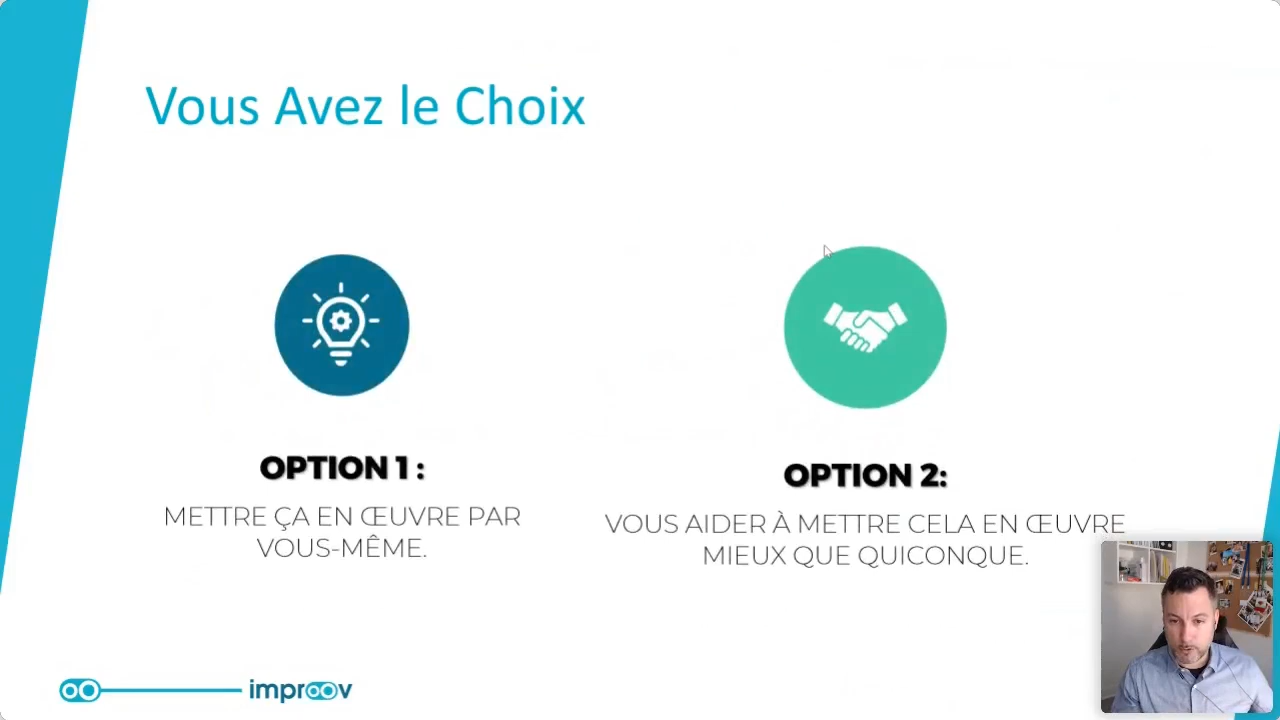 Vous Avez le Choix
OPTION 1 :
METTRE ÇA EN ŒUVRE PAR
VOUS-MÊME.
OPTION 2:
VOUS AIDER À METTRE CELA EN ŒUVRE
MIEUX QUE QUICONQUE.
improov